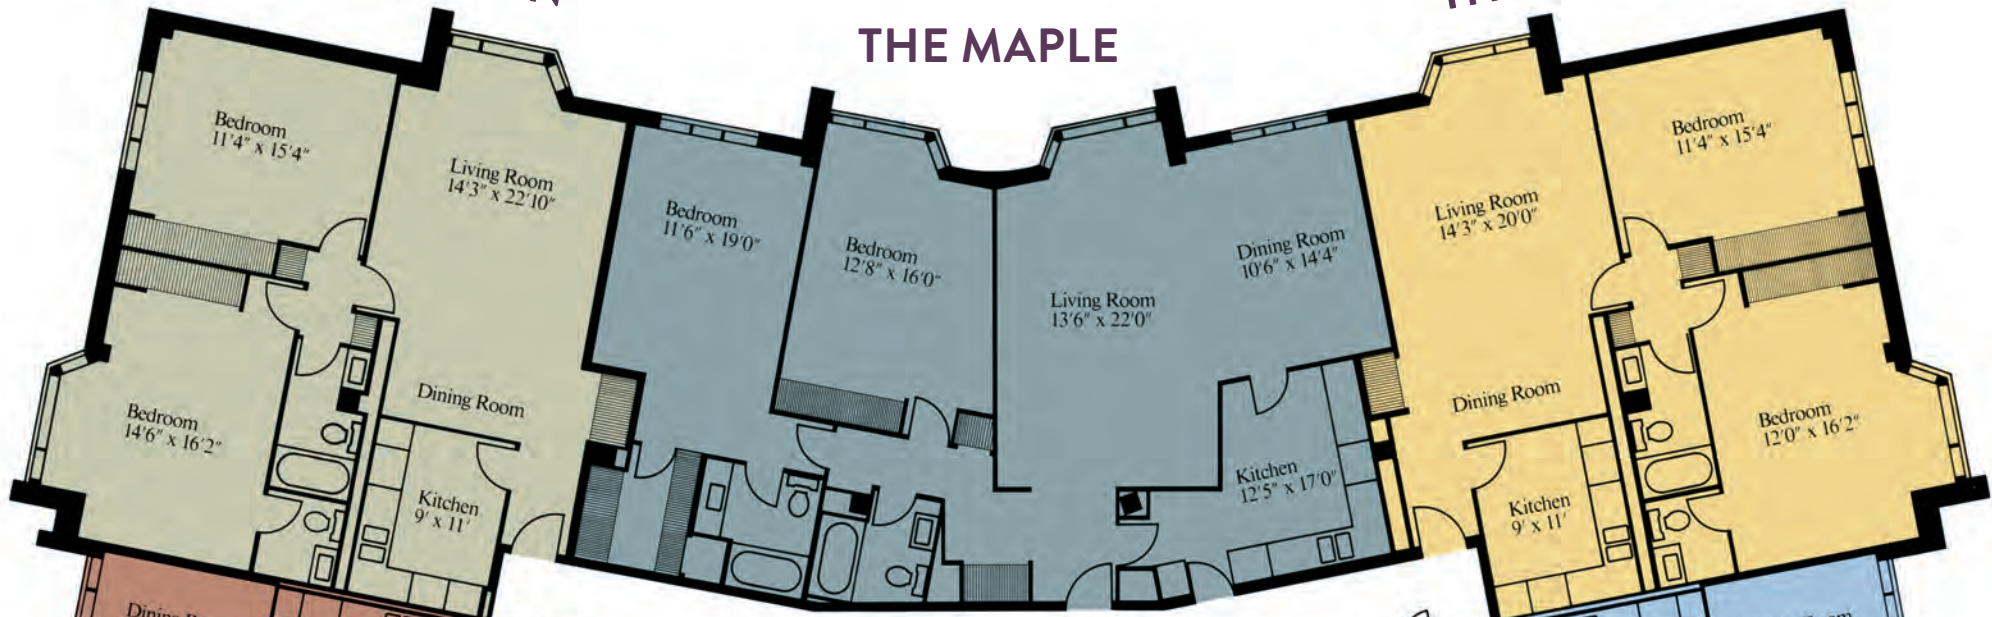 THE MAPLE
Bedroom
11'4" x 15'4"
Living Room
14'3" x 22'10"
Bedroom
14'6" x 16'2"
Dining Room
Kitchen
9' x 11'
Bedroom
11'6" x 19'0"
Bedroom
12'8" x 16'0"
Living Room
13'6" x 22'0"
Dining Room
10'6" x 14'4"
Kitchen
12'5" x 17'0"
Living Room
14'3" x 20'0"
Dining Room
Kitchen
9' x 11'
Bedroom
11'4" x 15'4"
Bedroom
12'0" x 16'2"
Dining